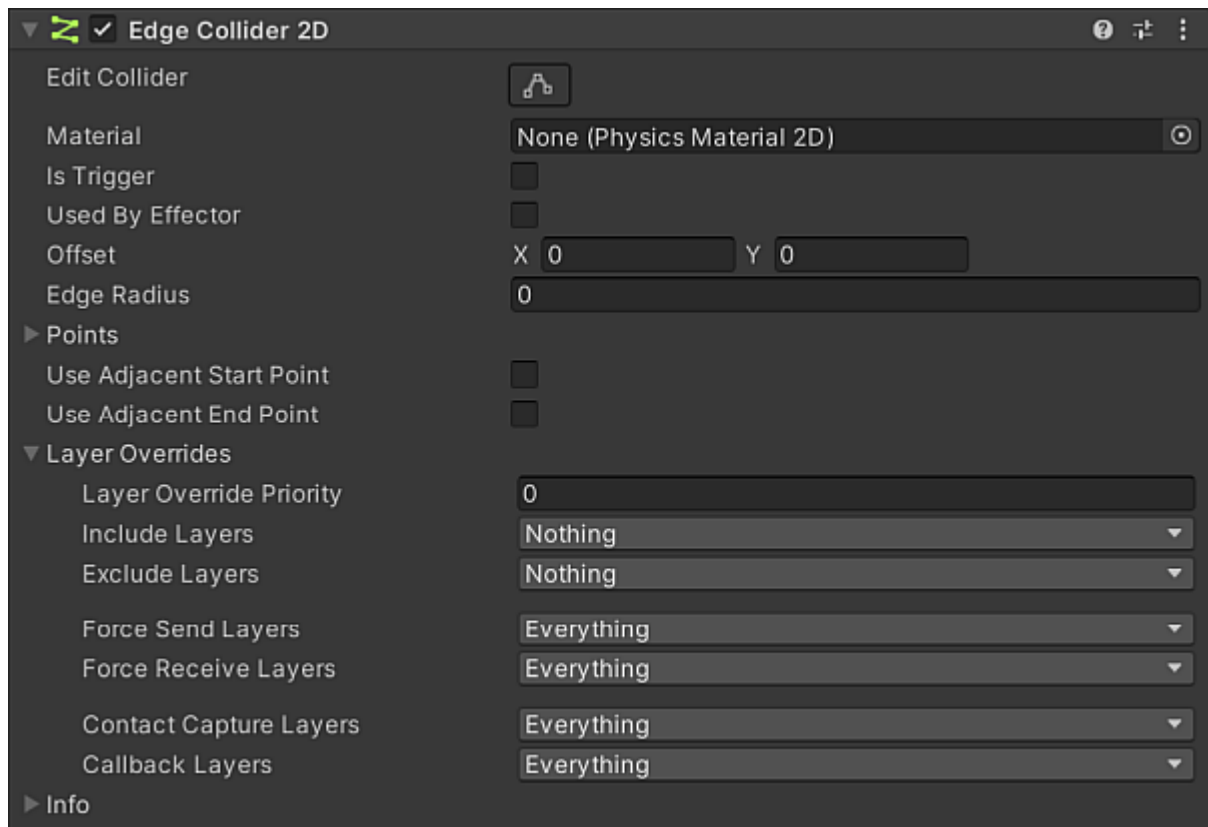 Edge Collider 2D
Edit Collider
Material None (Physics Material 2D)
Is Trigger
Used By Effector
Offset X 0 Y 0
Edge Radius 0
Points
Use Adjacent Start Point
Use Adjacent End Point
Layer Overrides
Layer Override Priority 0
Include Layers Nothing
Exclude Layers Nothing
Force Send Layers Everything
Force Receive Layers Everything
Contact Capture Layers Everything
Callback Layers Everything
Info